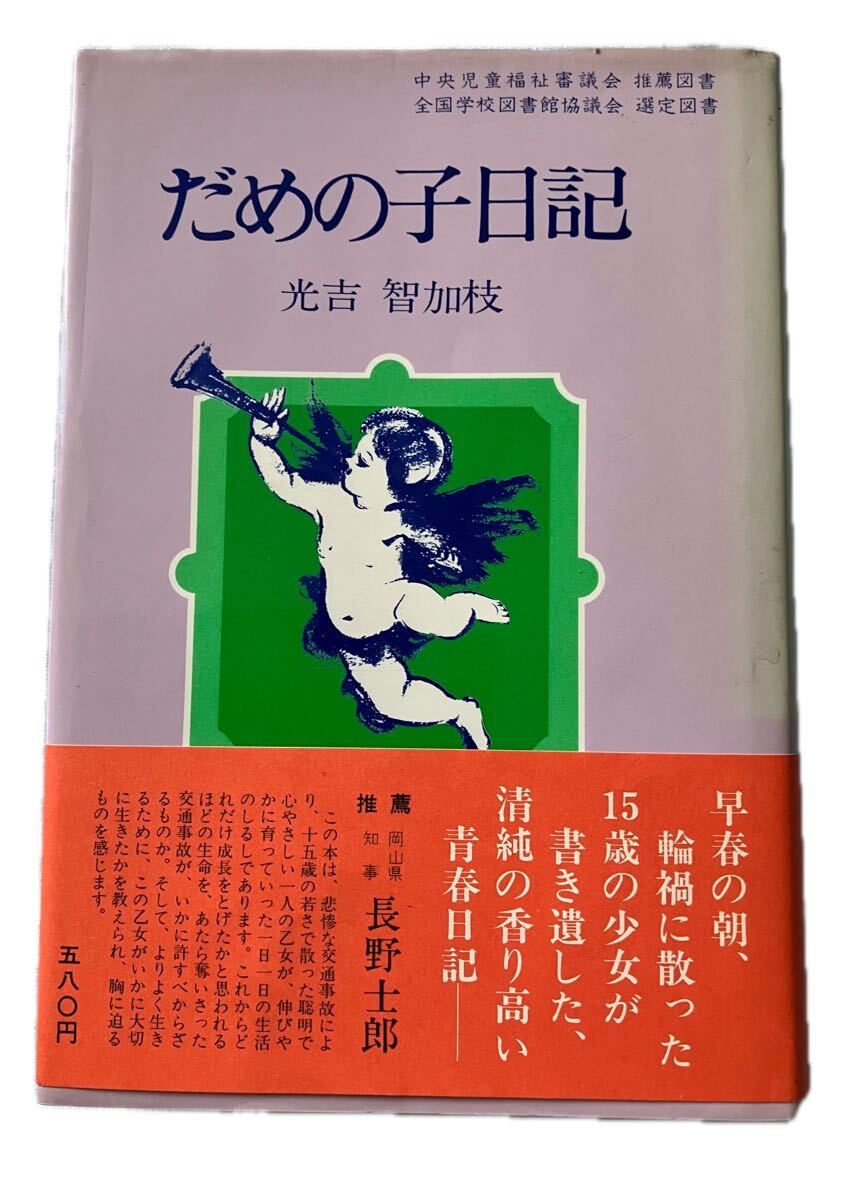 中央児童福祉審議会 推薦図書
全国学校図書館協議会 選定図書
だめの子日記
光吉 智加枝
早春の朝、
輪禍に散った
15歳の少女が
書き遺した、
清純の香り高い
青春日記――
推薦 岡山県知事 長野士郎
この本は、悲惨な交通事故によ
り、十五歳の若さで散った聡明で
心やさしい一人の乙女が、伸びや
かに育っていった一日一日の生活
のしるしであります。これからど
れだけ成長をとげたかと思われる
ほどの生命を、あたら奪いさった
交通事故が、いかに許すべからざ
るものか。そして、よりよく生き
るために、この乙女がいかに大切
に生きたかを教えられ、胸に迫る
ものを感じます。
五八〇円